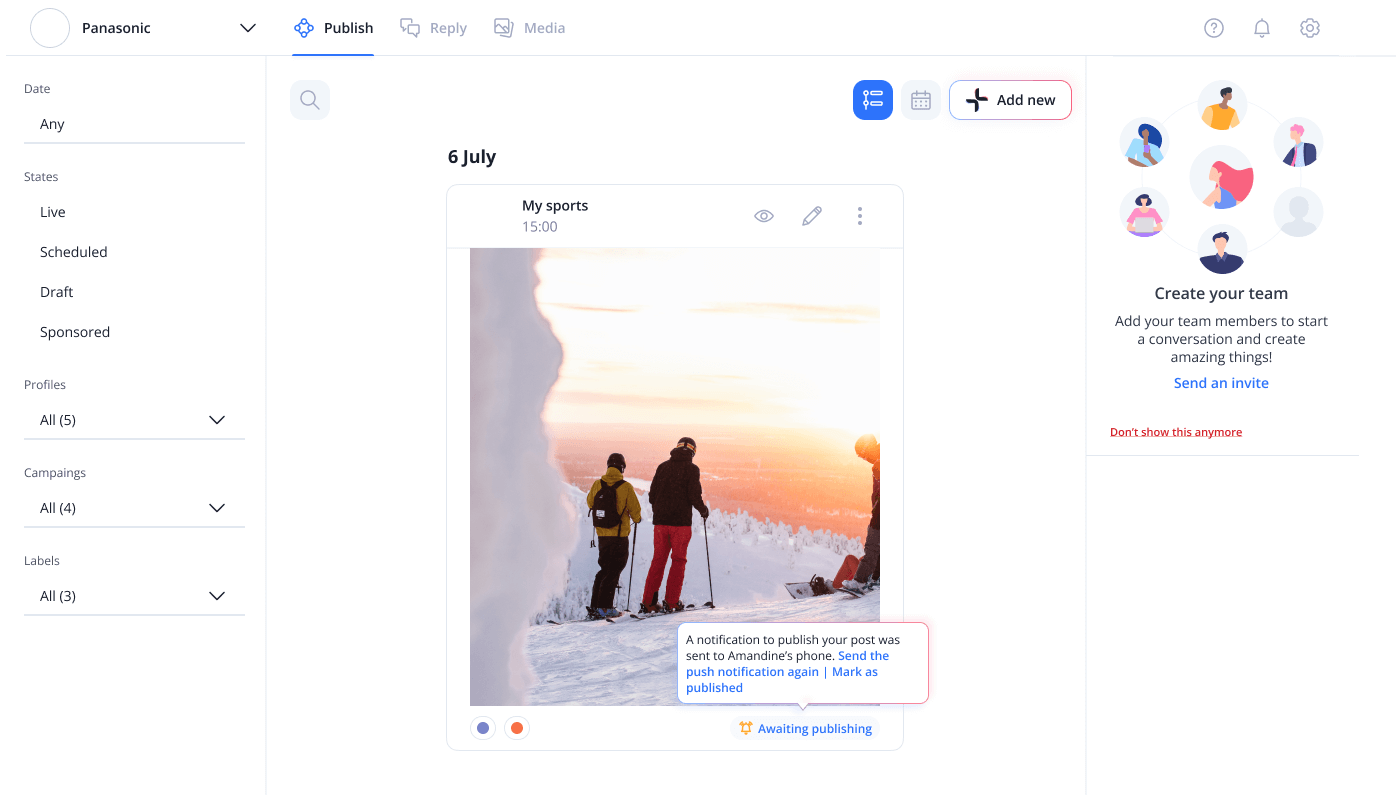 Panasonic
Publish
Reply
Media
Date
Any
States
Live
Scheduled
Draft
Sponsored
Profiles
All (5)
Campaings
All (4)
Labels
All (3)
Add new
6 July
My sports
15:00
A notification to publish your post was
sent to Amandine’s phone. Send the
push notification again | Mark as
published
Awaiting publishing
Create your team
Add your team members to start
a conversation and create
amazing things!
Send an invite
Don’t show this anymore